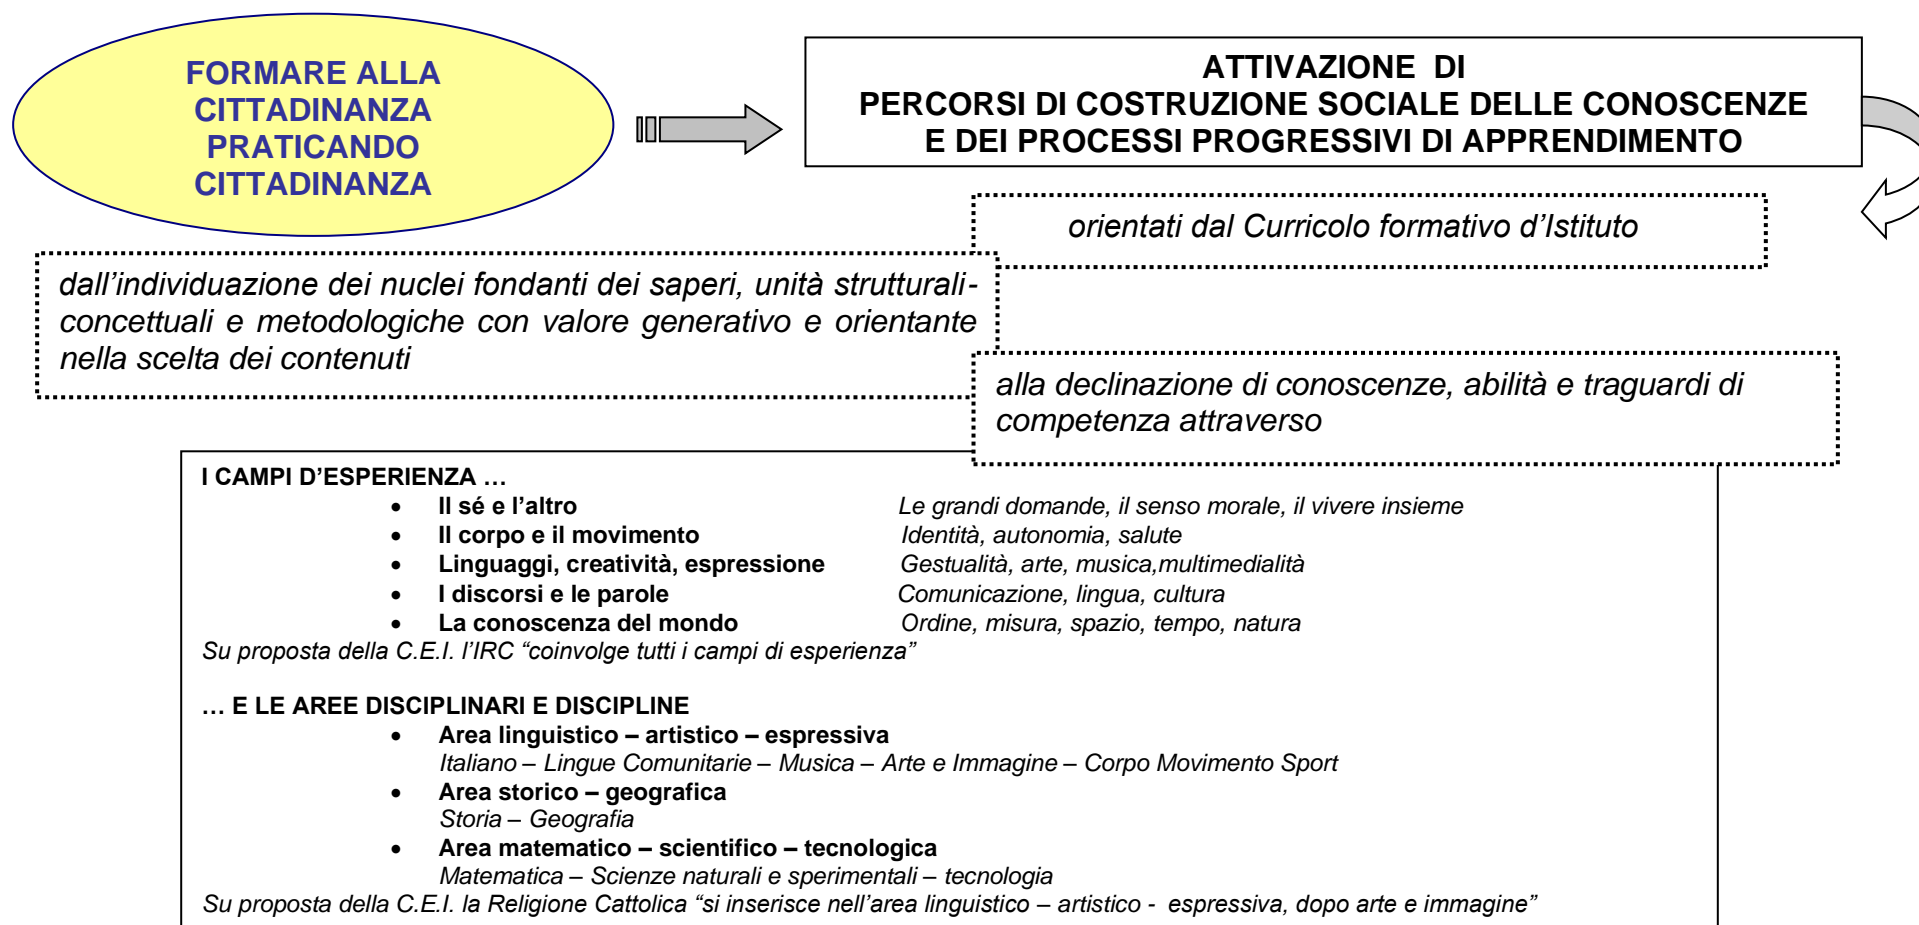 FORMARE ALLA
CITTADINANZA
PRATICANDO
CITTADINANZA
ATTIVAZIONE DI
PERCORSI DI COSTRUZIONE SOCIALE DELLE CONOSCENZE
E DEI PROCESSI PROGRESSIVI DI APPRENDIMENTO
orientati dal Curricolo formativo d’Istituto
dall’individuazione dei nuclei fondanti dei saperi, unità strutturali-
concettuali e metodologiche con valore generativo e orientante
nella scelta dei contenuti
alla declinazione di conoscenze, abilità e traguardi di
competenza attraverso
I CAMPI D’ESPERIENZA …
• Il sé e l’altro Le grandi domande, il senso morale, il vivere insieme
• Il corpo e il movimento Identità, autonomia, salute
• Linguaggi, creatività, espressione Gestualità, arte, musica,multimedialità
• I discorsi e le parole Comunicazione, lingua, cultura
• La conoscenza del mondo Ordine, misura, spazio, tempo, natura
Su proposta della C.E.I. l’IRC “coinvolge tutti i campi di esperienza”
… E LE AREE DISCIPLINARI E DISCIPLINE
• Area linguistico – artistico – espressiva
Italiano – Lingue Comunitarie – Musica – Arte e Immagine – Corpo Movimento Sport
• Area storico – geografica
Storia – Geografia
• Area matematico – scientifico – tecnologica
Matematica – Scienze naturali e sperimentali – tecnologia
Su proposta della C.E.I. la Religione Cattolica “si inserisce nell’area linguistico – artistico - espressiva, dopo arte e immagine”